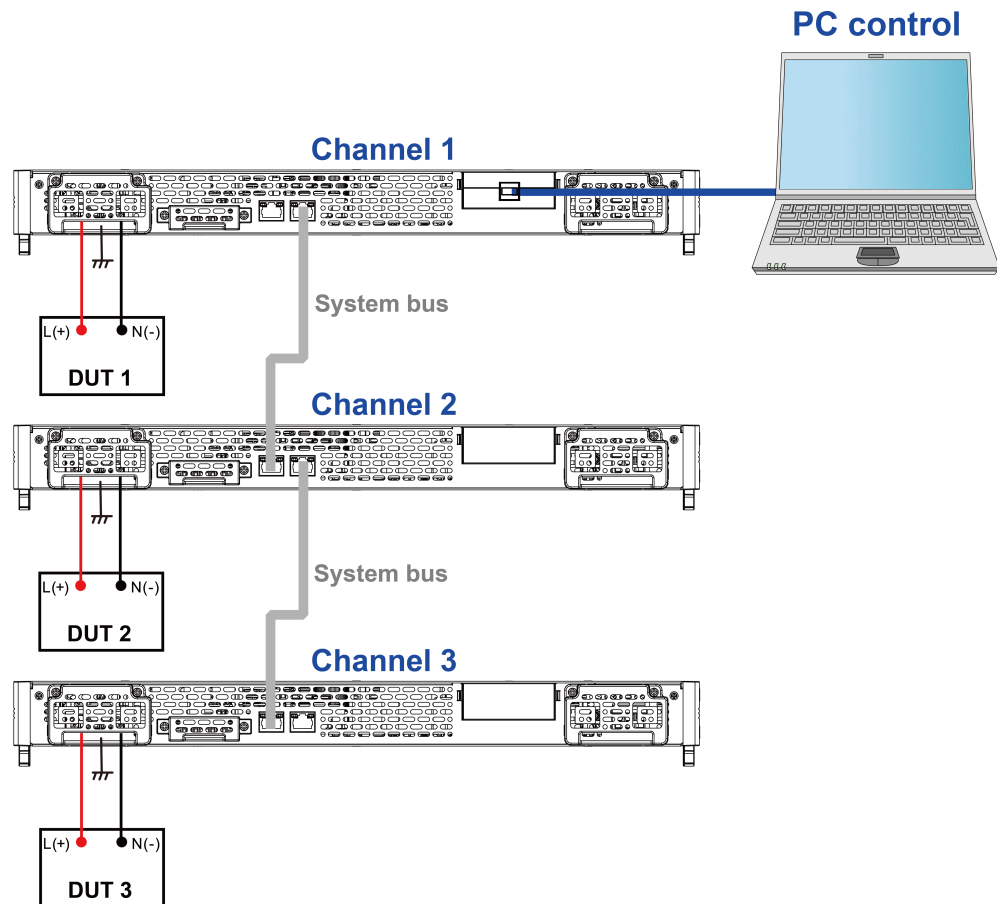 PC control
Channel 1
System bus
L(+) N(-)
DUT 1
Channel 2
System bus
L(+) N(-)
DUT 2
Channel 3
L(+) N(-)
DUT 3